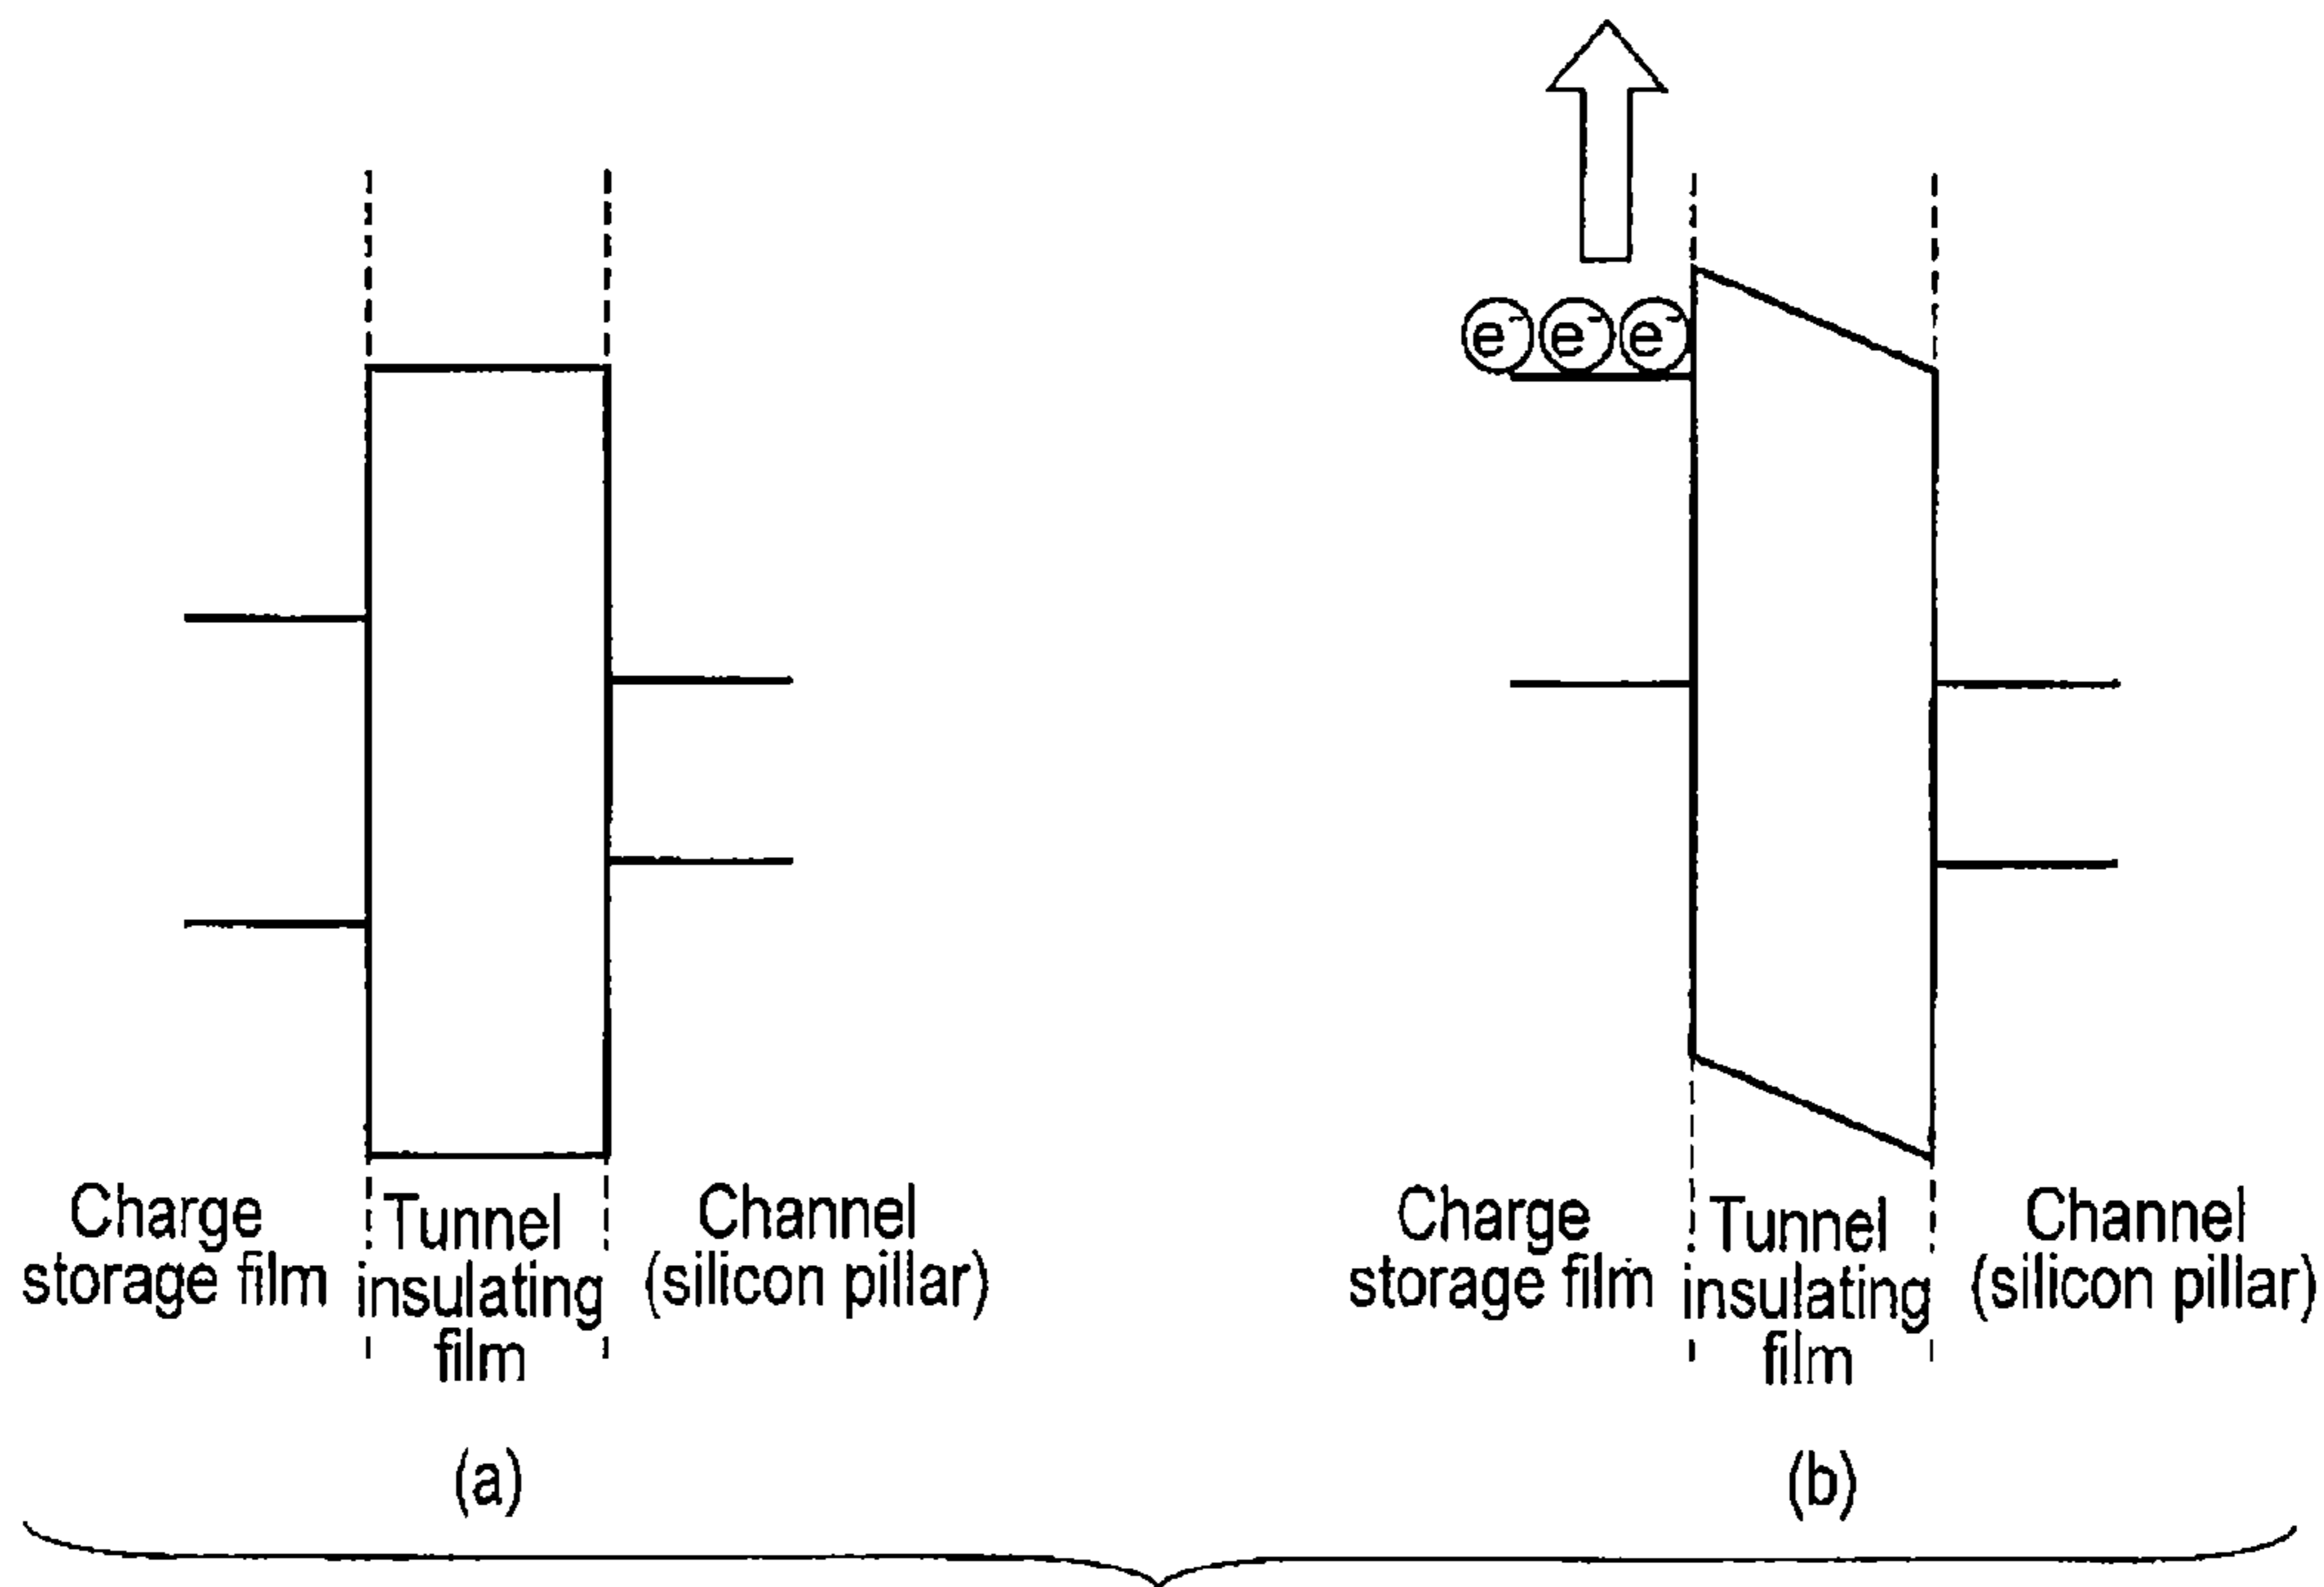 e⁻ e⁻ e⁻
Charge
storage film
Tunnel
insulating
film
Channel
(silicon pillar)
Charge
storage film
Tunnel
insulating
film
Channel
(silicon pillar)
(a)
(b)